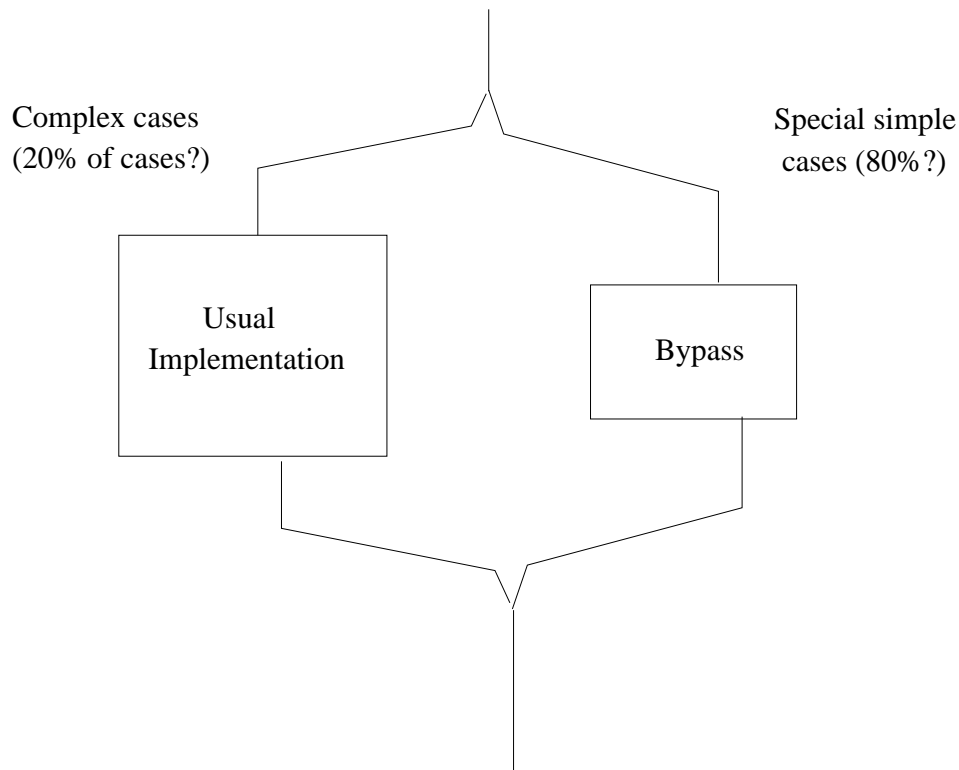 Complex cases
(20% of cases?)
Special simple
cases (80%?)
Usual
Implementation
Bypass